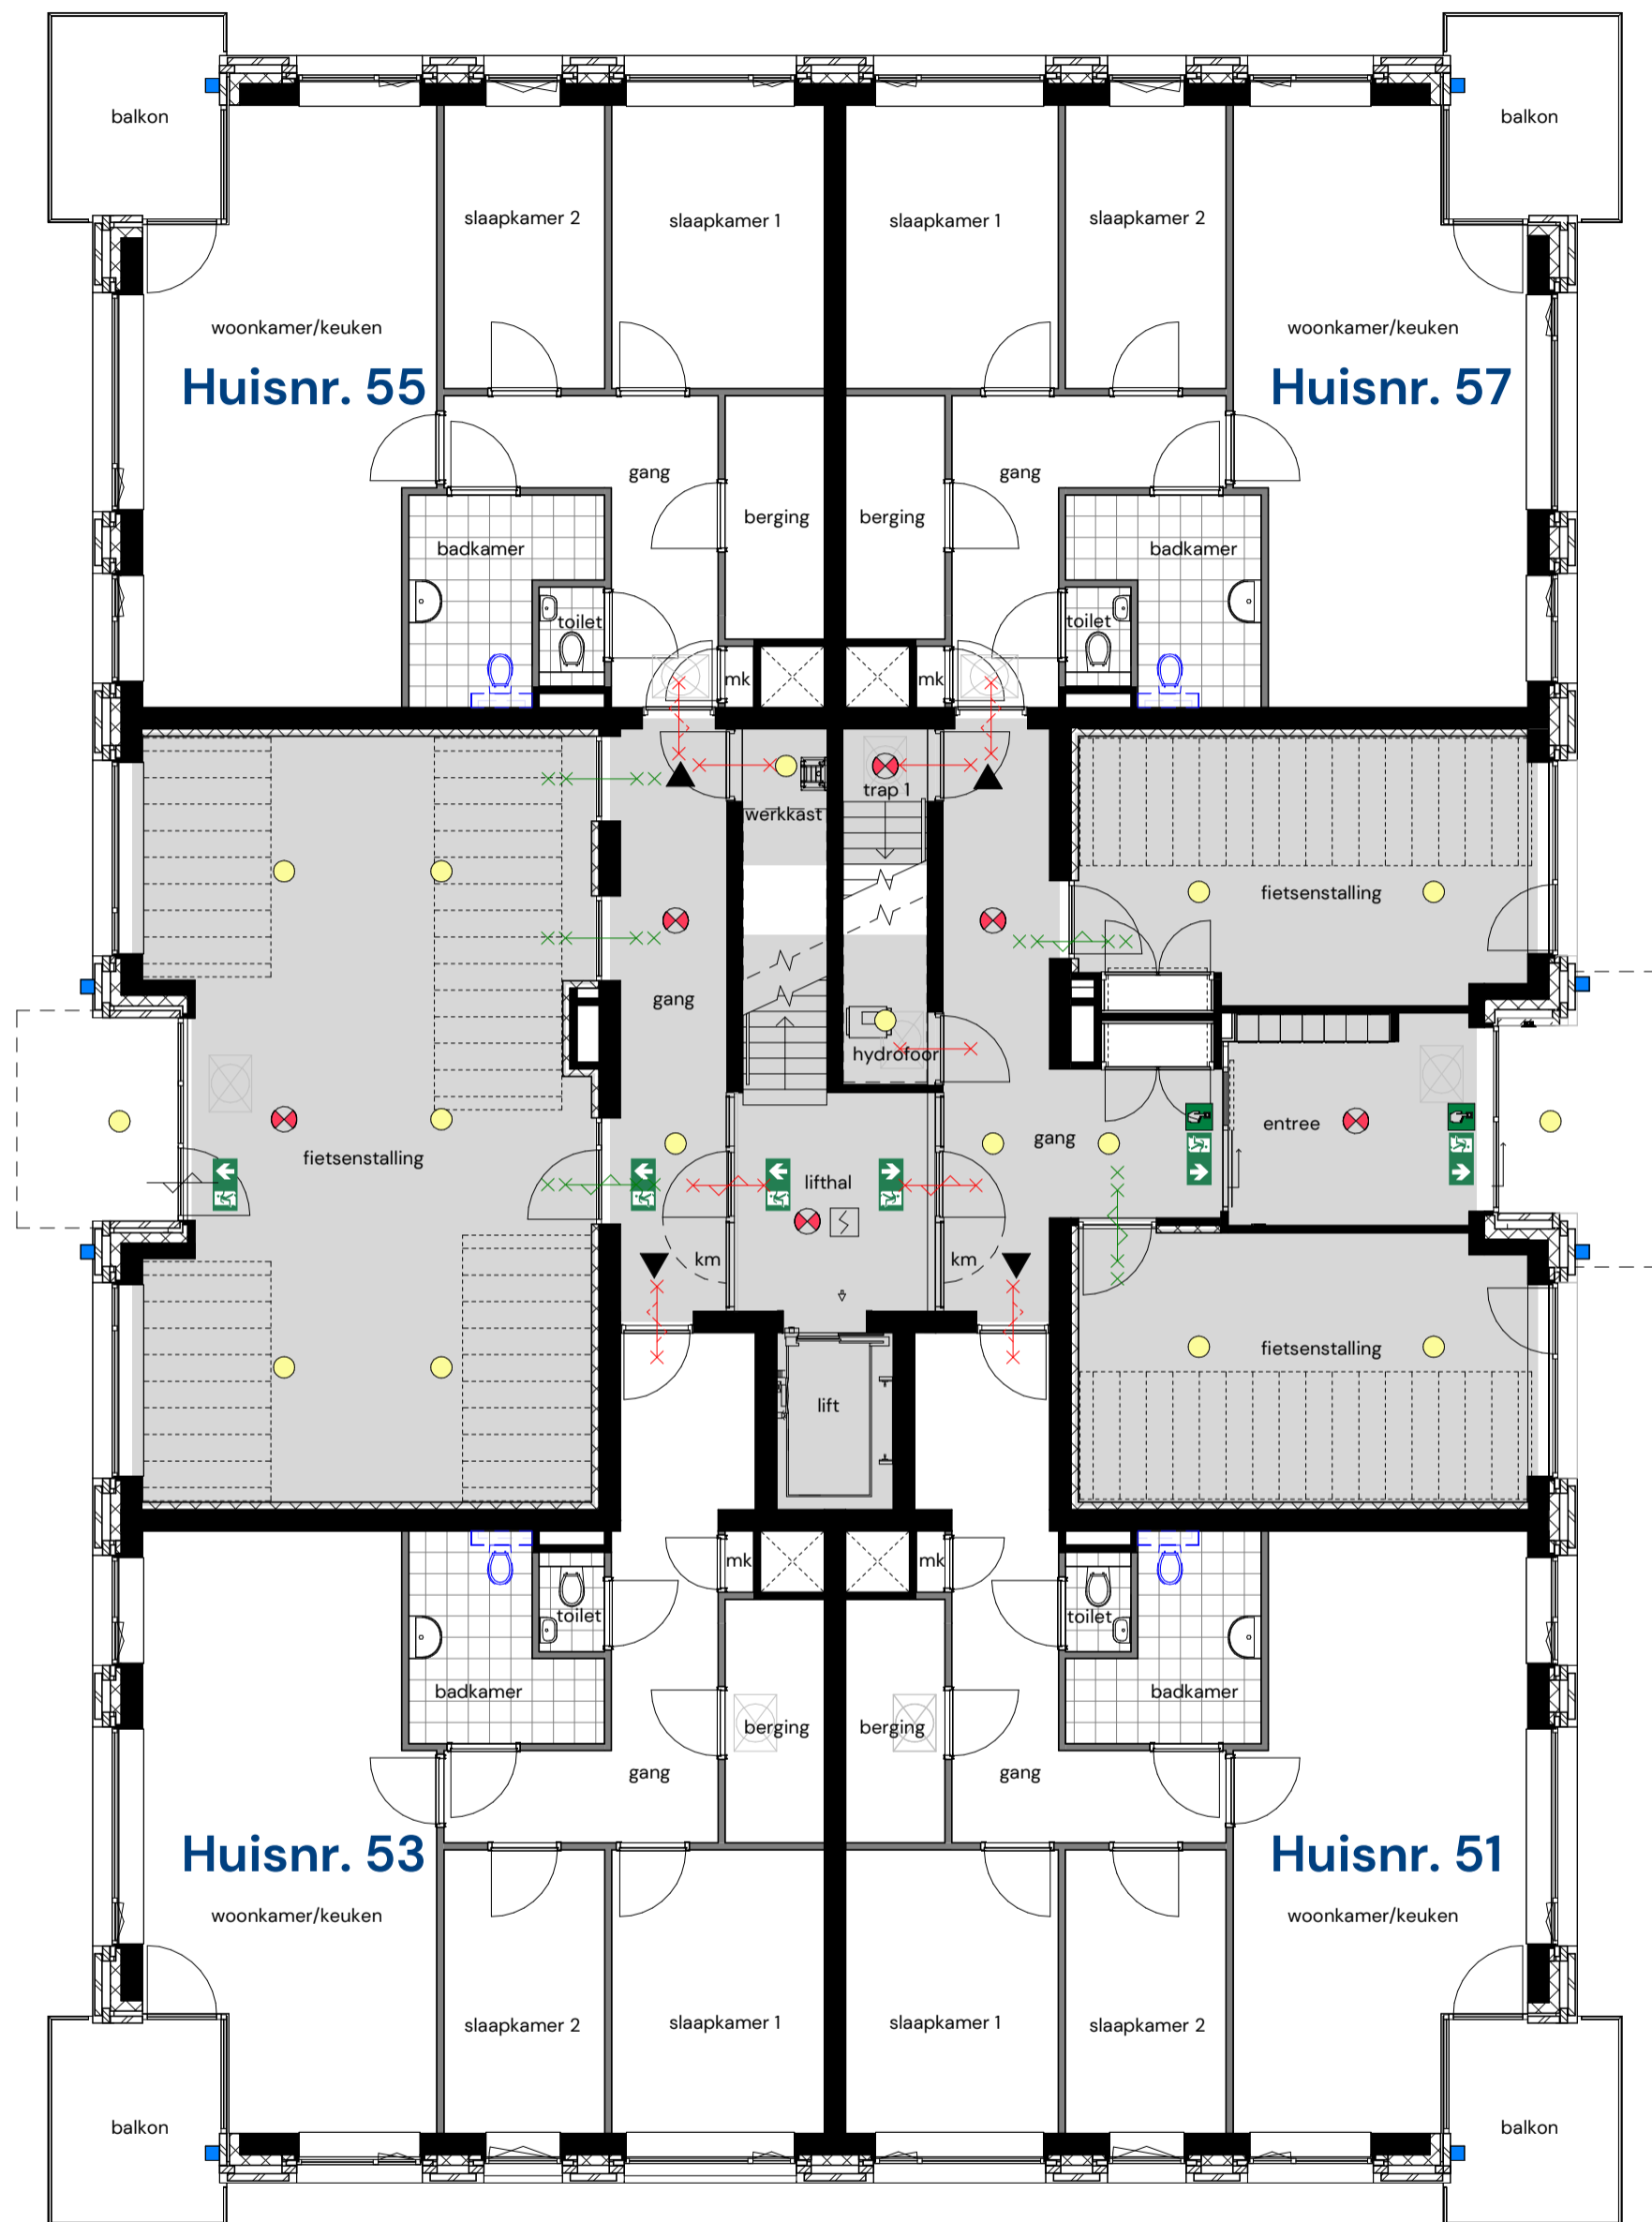 balkon
balkon
slaapkamer 2
slaapkamer 1
slaapkamer 1
slaapkamer 2
woonkamer/keuken
woonkamer/keuken
Huisnr. 55
Huisnr. 57
gang
gang
berging
berging
badkamer
badkamer
toilet
toilet
mk
mk
trap 1
werkkast
fietsenstalling
gang
hydrofoor
entree
gang
fietsenstalling
lifthal
km
km
fietsenstalling
lift
mk
mk
toilet
toilet
badkamer
badkamer
berging
berging
gang
gang
Huisnr. 53
Huisnr. 51
woonkamer/keuken
woonkamer/keuken
slaapkamer 2
slaapkamer 1
slaapkamer 1
slaapkamer 2
balkon
balkon